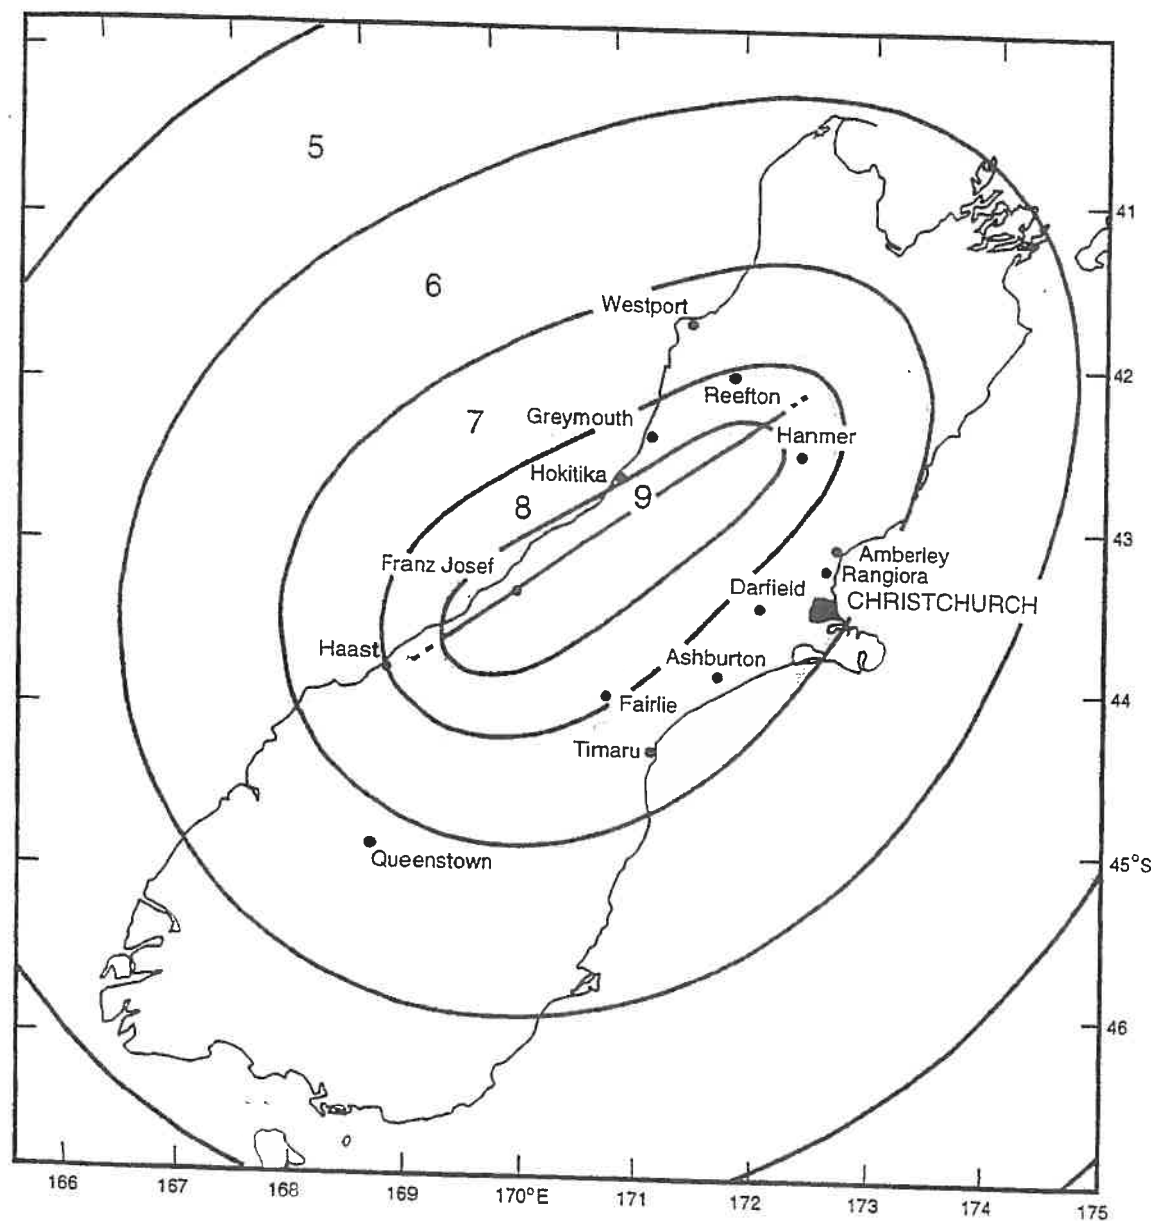 5
6
41
Westport
42
7
Greymouth
Reefton
Hanmer
Hokitika
8
9
43
Franz Josef
Amberley
Rangiora
Darfield
CHRISTCHURCH
Haast
Ashburton
Fairlie
44
Timaru
Queenstown
45°S
46
166 167 168 169 170°E 171 172 173 174 175